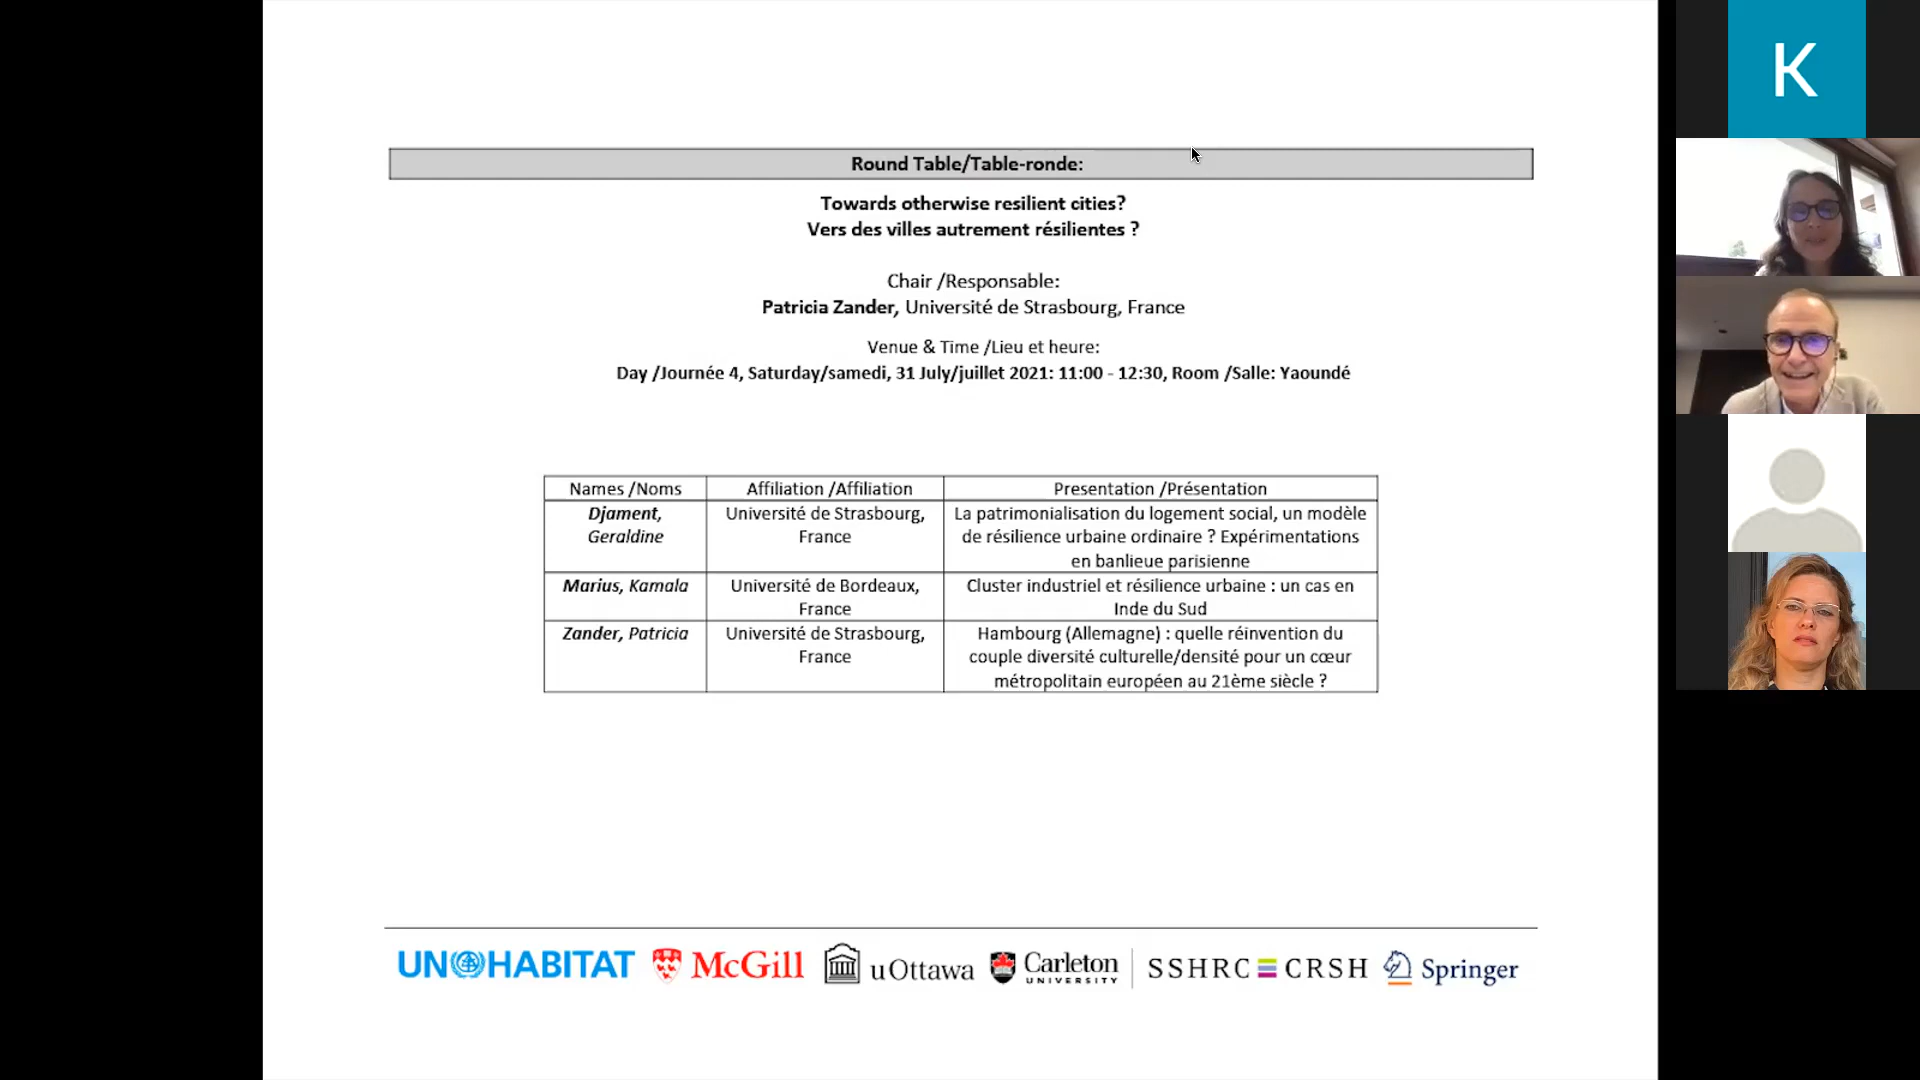 K
Round Table/Table-ronde:
Towards otherwise resilient cities?
Vers des villes autrement résilientes ?
Chair /Responsable:
Patricia Zander, Université de Strasbourg, France
Venue & Time /Lieu et heure:
Day /Journée 4, Saturday/samedi, 31 July/juillet 2021: 11:00 - 12:30, Room /Salle: Yaoundé
Names /Noms
Affiliation /Affiliation
Presentation /Présentation
Djament,
Geraldine
Université de Strasbourg,
France
La patrimonialisation du logement social, un modèle
de résilience urbaine ordinaire ? Expérimentations
en banlieue parisienne
Marius, Kamala
Université de Bordeaux,
France
Cluster industriel et résilience urbaine : un cas en
Inde du Sud
Zander, Patricia
Université de Strasbourg,
France
Hambourg (Allemagne) : quelle réinvention du
couple diversité culturelle/densité pour un cœur
métropolitain européen au 21ème siècle ?
UN HABITAT
McGill
uOttawa
Carleton
UNIVERSITY
SSHRC CRSH
Springer